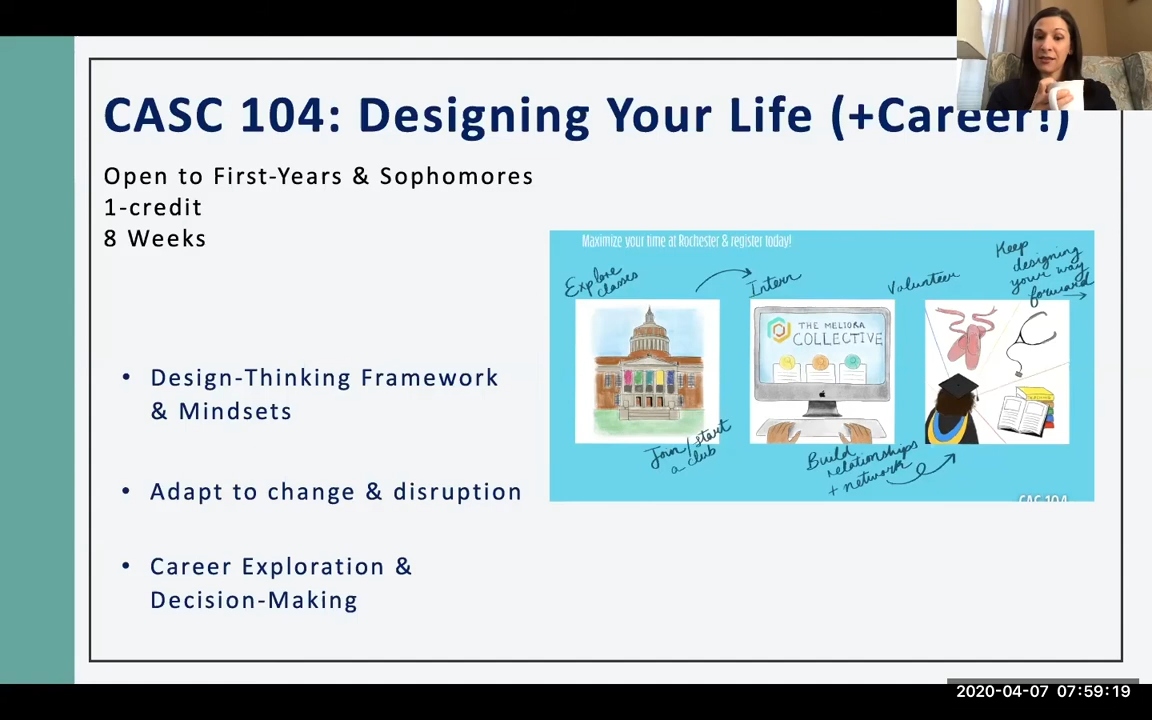 CASC 104: Designing Your Life (+Career!)
Open to First-Years & Sophomores
1-credit
8 Weeks
• Design-Thinking Framework
& Mindsets
• Adapt to change & disruption
• Career Exploration &
Decision-Making
Maximize your time at Rochester & register today!
Explore
classes
Intern
Volunteer
Keep
designing
your way
forward
THE MELIORA
COLLECTIVE
Join/start
a club
Build
relationships
+ network
CAC 104
2020-04-07 07:59:19